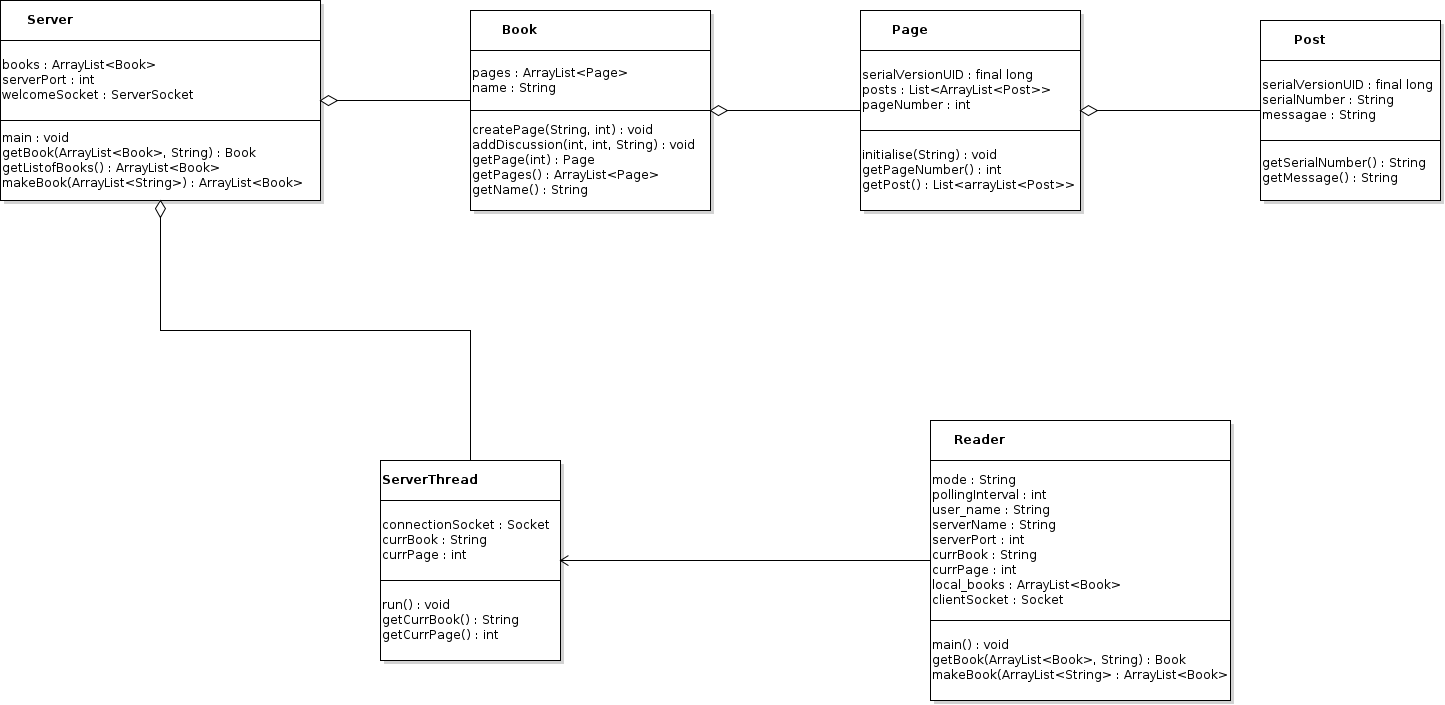 Server
books : ArrayList<Book>
serverPort : int
welcomeSocket : ServerSocket
main : void
getBook(ArrayList<Book>, String) : Book
getListofBooks() : ArrayList<Book>
makeBook(ArrayList<String>) : ArrayList<Book>
Book
pages : ArrayList<Page>
name : String
createPage(String, int) : void
addDiscussion(int, int, String) : void
getPage(int) : Page
getPages() : ArrayList<Page>
getName() : String
Page
serialVersionUID : final long
posts : List<ArrayList<Post>>
pageNumber : int
initialise(String) : void
getPageNumber() : int
getPost() : List<arrayList<Post>>
Post
serialVersionUID : final long
serialNumber : String
messagae : String
getSerialNumber() : String
getMessage() : String
ServerThread
connectionSocket : Socket
currBook : String
currPage : int
run() : void
getCurrBook() : String
getCurrPage() : int
Reader
mode : String
pollingInterval : int
user_name : String
serverName : String
serverPort : int
currBook : String
currPage : int
local_books : ArrayList<Book>
clientSocket : Socket
main() : void
getBook(ArrayList<Book>, String) : Book
makeBook(ArrayList<String> : ArrayList<Book>